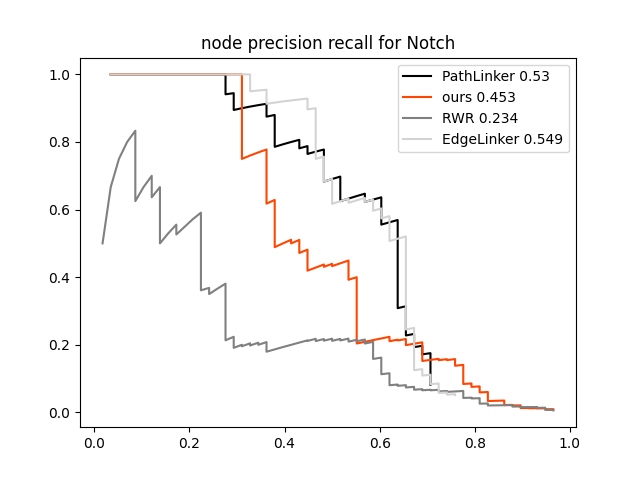 node precision recall for Notch
1.0
0.8
0.6
0.4
0.2
0.0
0.0 0.2 0.4 0.6 0.8 1.0
PathLinker 0.53
ours 0.453
RWR 0.234
EdgeLinker 0.549